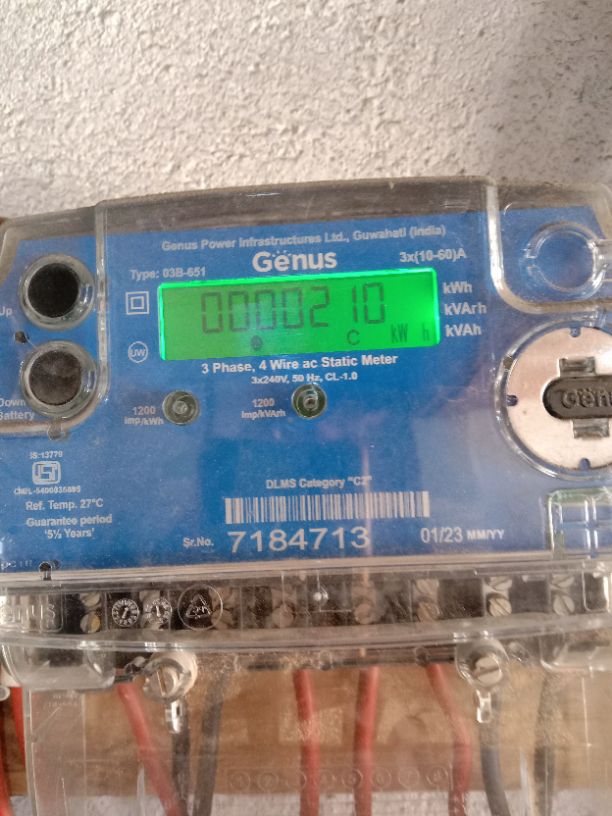 Genus Power Infrastructures Ltd., Guwahati (India)
Genus
3x(10-60)A
Type: 03B-651
Up
0000210
C kW h
kWh
kVArh
kVAh
UW
3 Phase, 4 Wire ac Static Meter
3x240V, 50 Hz, CL-1.0
Down
Battery
1200
imp/kWh
1200
imp/kVArh
Genus
IS:13779
Ref. Temp. 27°C
Guarantee period
'5½ Years'
DLMS Category "C2"
Sr.No. 7184713
01/23 MM/YY